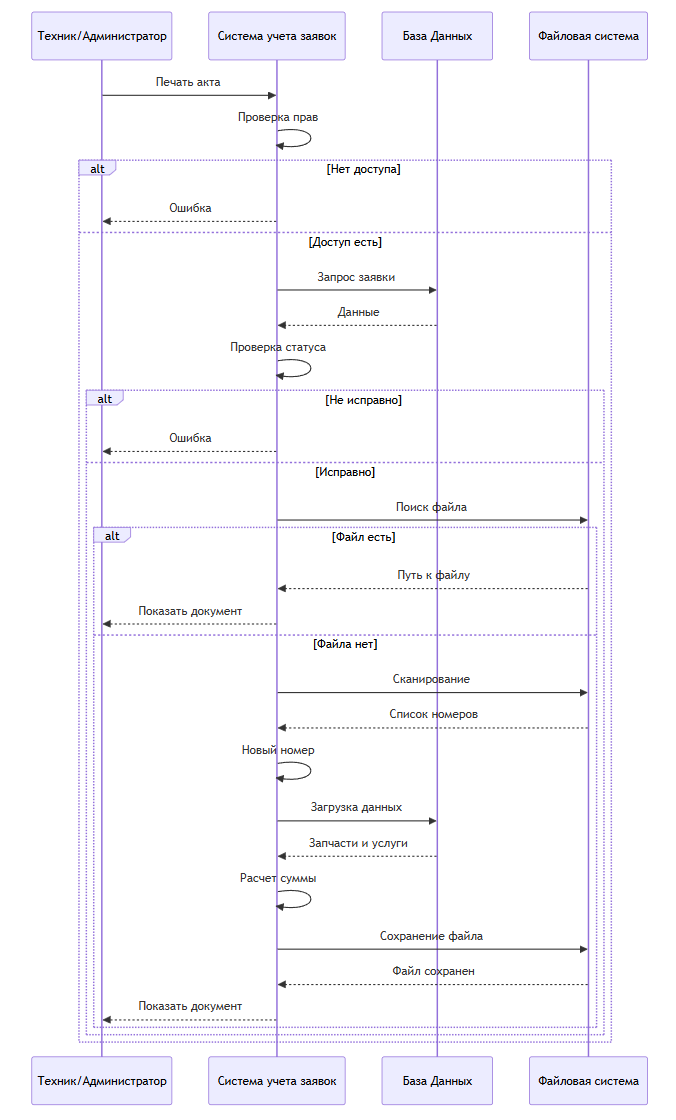 Техник/Администратор
Система учета заявок
База Данных
Файловая система
Печать акта
Проверка прав
alt
[Нет доступа]
Ошибка
[Доступ есть]
Запрос заявки
Данные
Проверка статуса
alt
[Не исправно]
Ошибка
[Исправно]
Поиск файла
alt
[Файл есть]
Путь к файлу
Показать документ
[Файла нет]
Сканирование
Список номеров
Новый номер
Загрузка данных
Запчасти и услуги
Расчет суммы
Сохранение файла
Файл сохранен
Показать документ
Техник/Администратор
Система учета заявок
База Данных
Файловая система